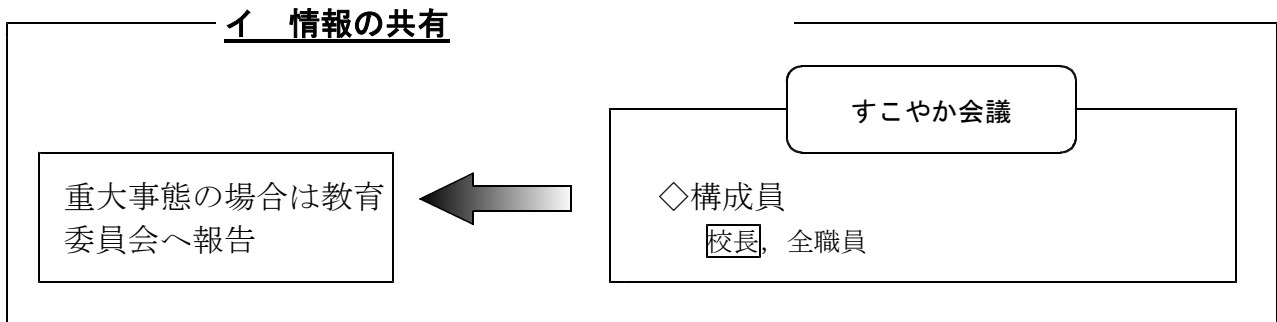 イ　情報の共有
すこやか会議
重大事態の場合は教育
委員会へ報告
◇構成員
校長，全職員